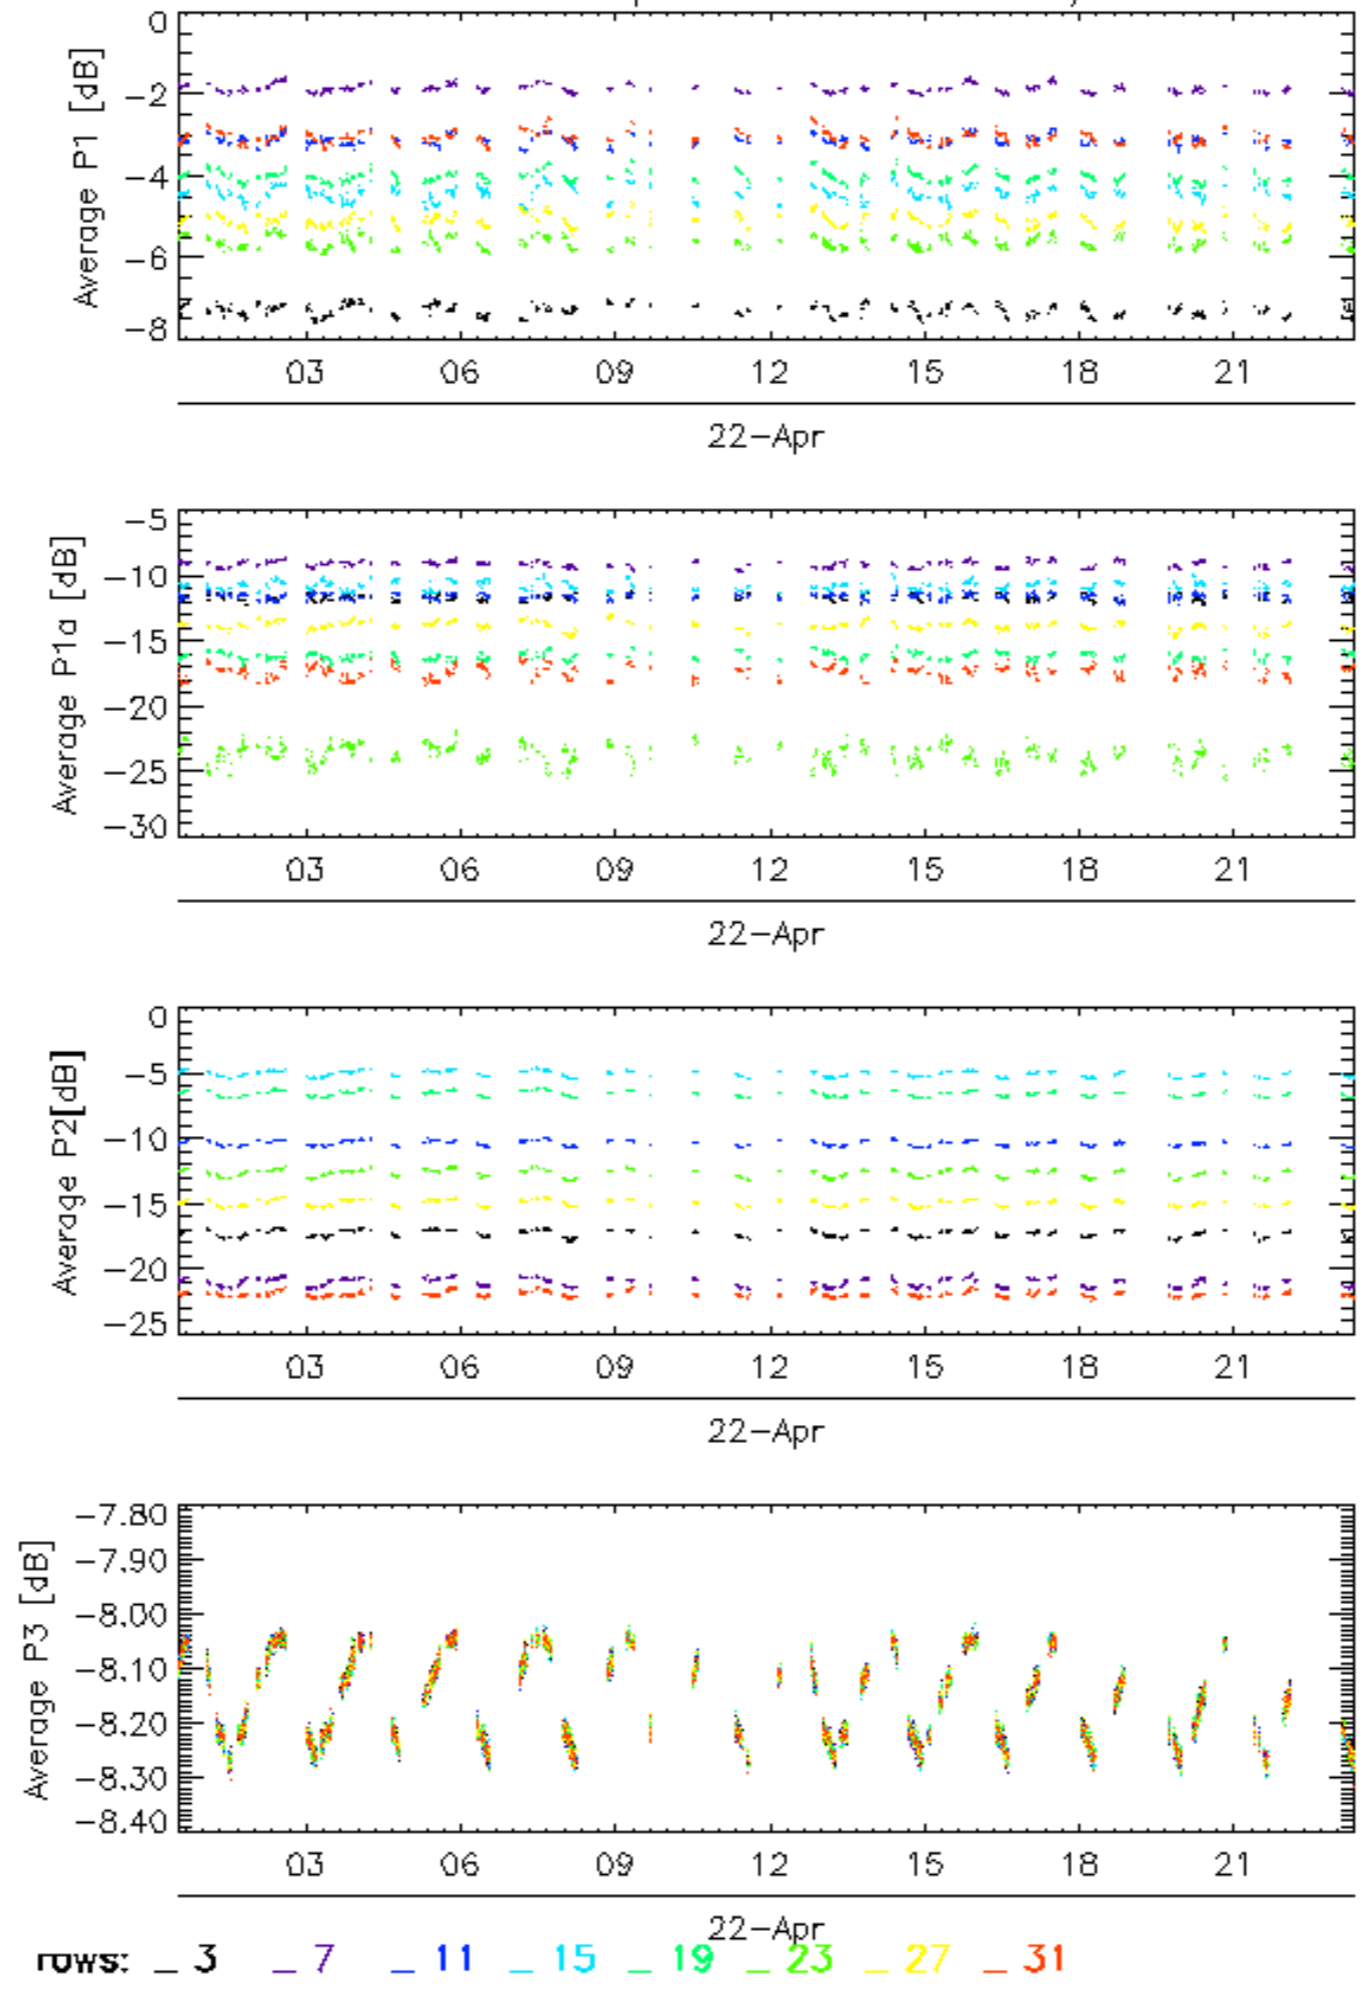 0
-2
-4
-6
-8
Average P1 [dB]
03 06 09 12 15 18 21
22-Apr
-5
-10
-15
-20
-25
-30
Average P1a [dB]
03 06 09 12 15 18 21
22-Apr
0
-5
-10
-15
-20
-25
Average P2[dB]
03 06 09 12 15 18 21
22-Apr
-7.80
-7.90
-8.00
-8.10
-8.20
-8.30
-8.40
Average P3 [dB]
03 06 09 12 15 18 21
22-Apr
rows: _ 3 _ 7 _ 11 _ 15 _ 19 _ 23 _ 27 _ 31